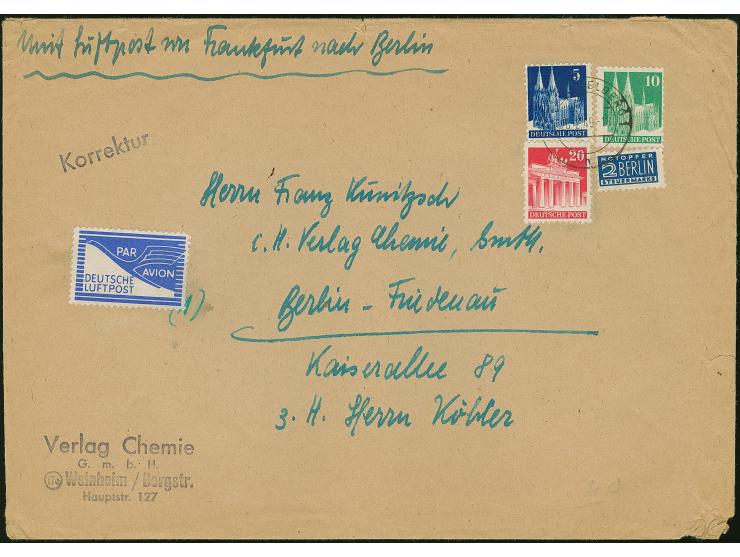 Mit Luftpost von Frankfurt nach Berlin
5
DEUTSCHE POST
10
DEUTSCHE POST
20
DEUTSCHE POST
NOTOPFER
2 BERLIN
STEUERMARKE
Korrektur
Herrn Franz Kunitzsch
i. H. Verlag Chemie, GmbH.
PAR
AVION
DEUTSCHE
LUFTPOST
(1)
Berlin - Friedenau
Kaiserallee 89
z. H. Herrn Köhler
Verlag Chemie
G. m. b. H.
(17a) Weinheim / Bergstr.
Hauptstr. 127